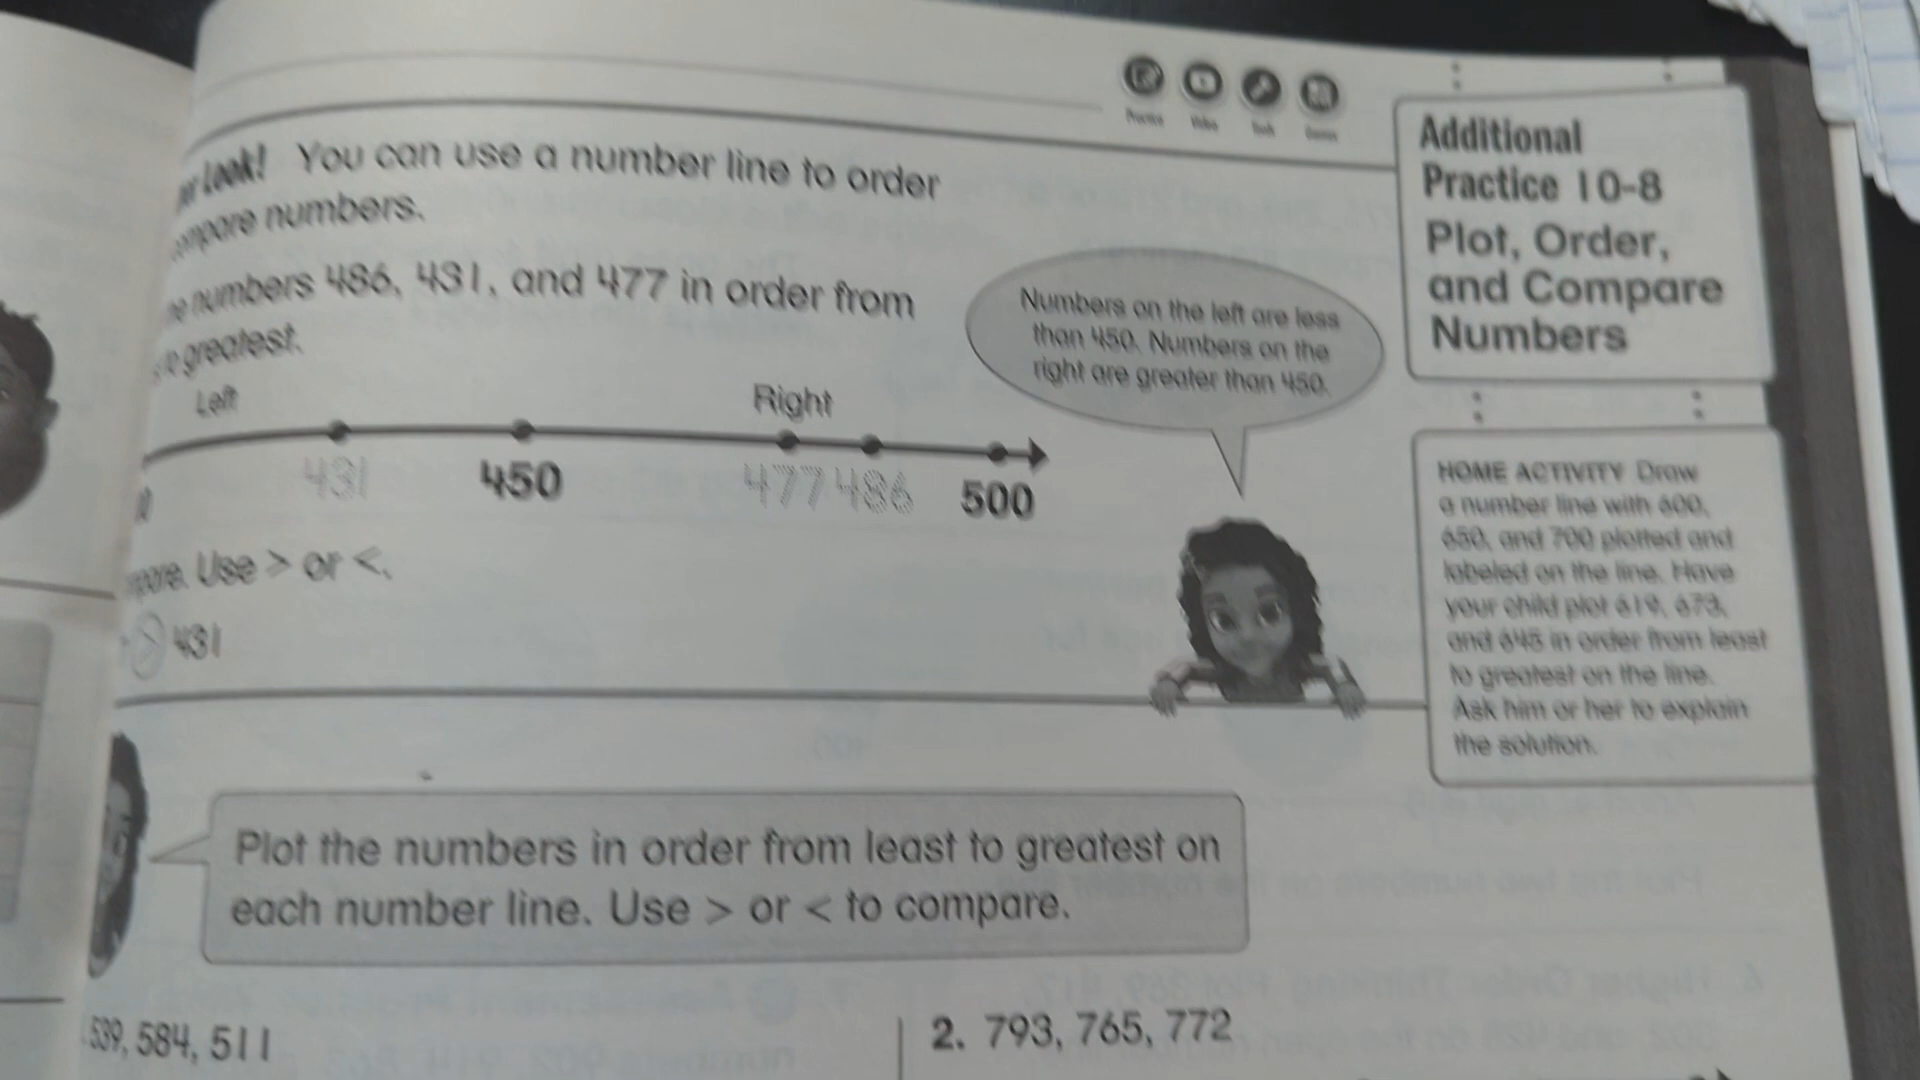 Look! You can use a number line to order
numbers.
numbers 486, 431, and 477 in order from
to greatest.
Left
Right
431
450
477 486
500
Use > or <.
> 431
Numbers on the left are less
than 450. Numbers on the
right are greater than 450.
Practice Video Tools Games
Additional
Practice 10-8
Plot, Order,
and Compare
Numbers
HOME ACTIVITY Draw
a number line with 600,
650, and 700 plotted and
labeled on the line. Have
your child plot 619, 673,
and 645 in order from least
to greatest on the line.
Ask him or her to explain
the solution.
Plot the numbers in order from least to greatest on
each number line. Use > or < to compare.
539, 584, 511
2. 793, 765, 772